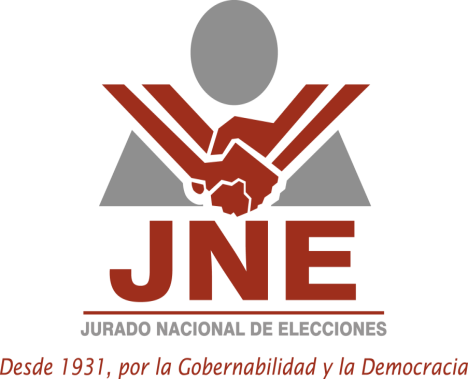 JNE
JURADO NACIONAL DE ELECCIONES
Desde 1931, por la Gobernabilidad y la Democracia